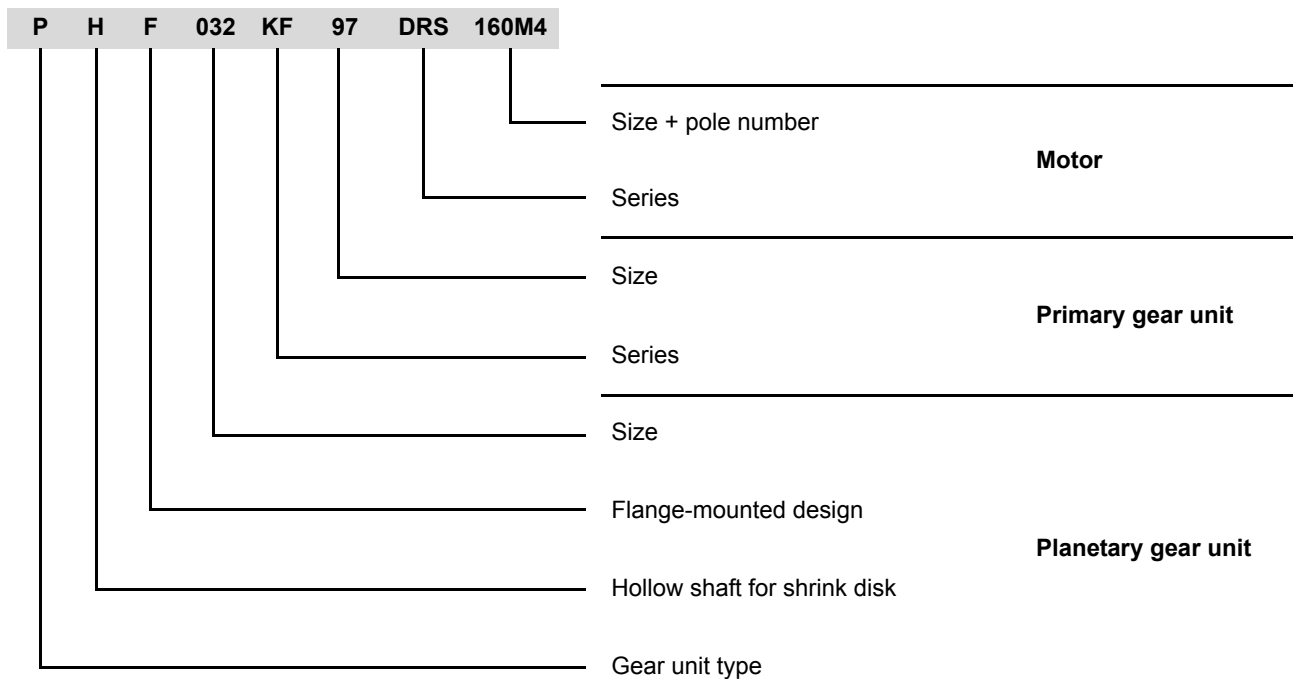 P H F 032 KF 97 DRS 160M4
Size + pole number
Motor
Series
Size
Primary gear unit
Series
Size
Flange-mounted design
Planetary gear unit
Hollow shaft for shrink disk
Gear unit type